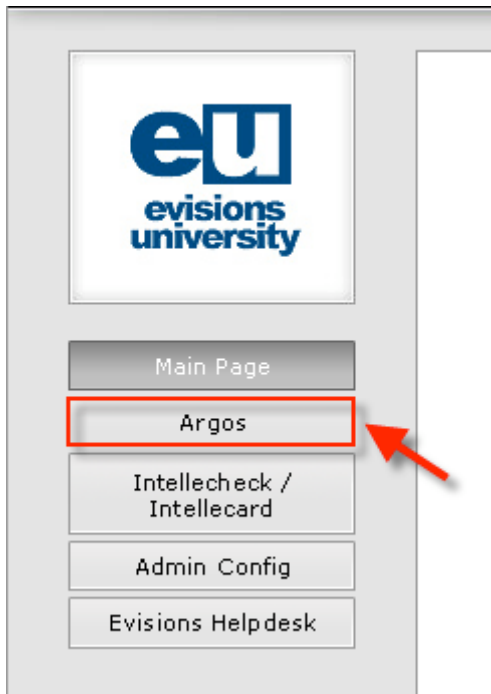 eu
evisions
university
Main Page
Argos
Intellecheck /
Intellecard
Admin Config
Evisions Helpdesk